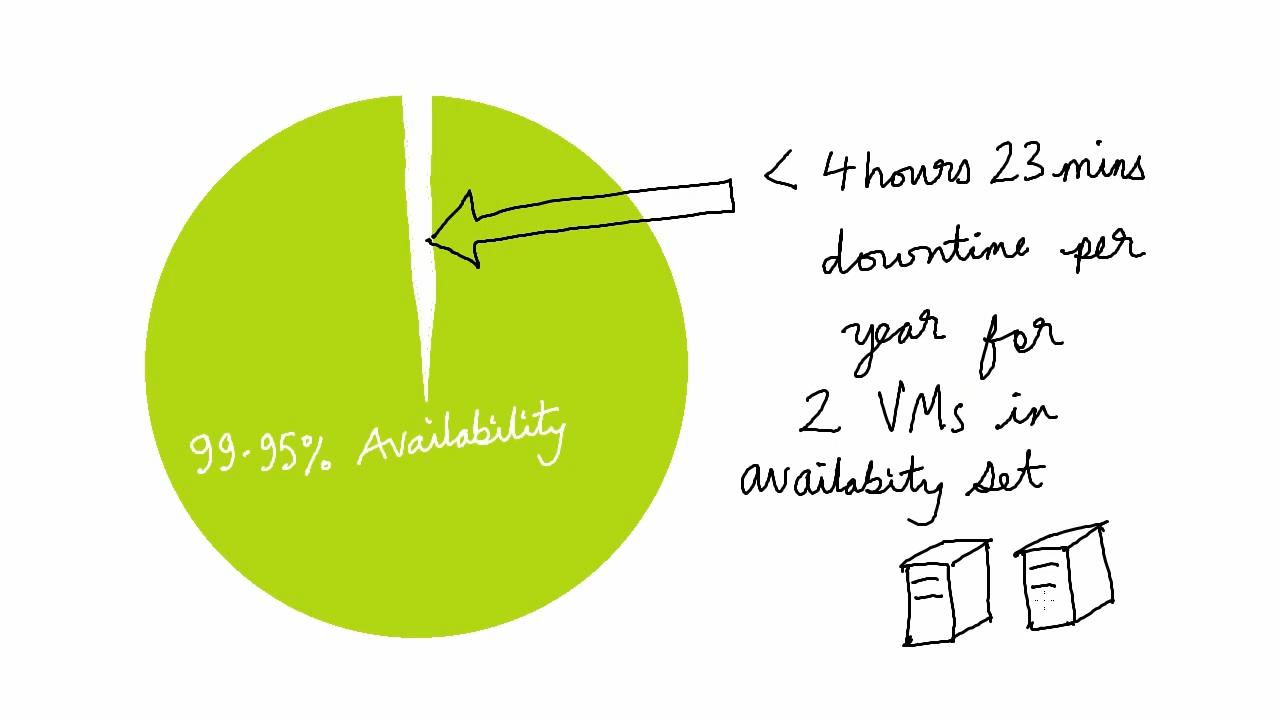 < 4 hours 23 mins
downtime per
year for
2 VMs in
availabity set
99.95% Availability